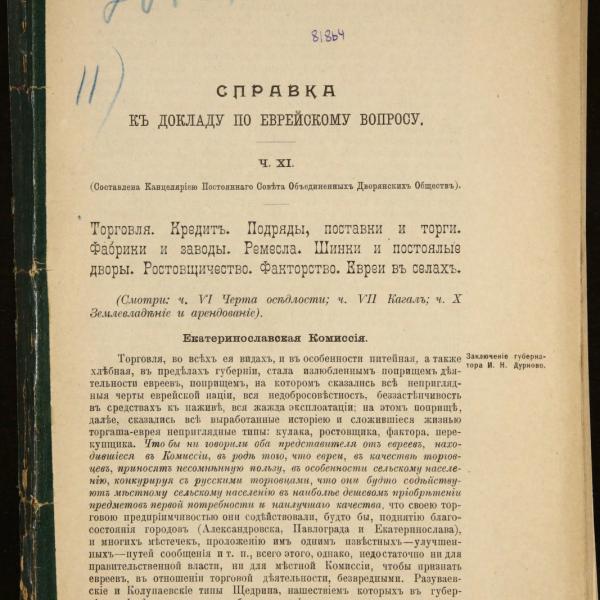 81864
11)
СПРАВКА
КЪ ДОКЛАДУ ПО ЕВРЕЙСКОМУ ВОПРОСУ.
Ч. XI.
(Составлена Канцеляріею Постояннаго Совѣта Объединенныхъ Дворянскихъ Обществъ).
Торговля. Кредитъ. Подряды, поставки и торги.
Фабрики и заводы. Ремесла. Шинки и постоялые
дворы. Ростовщичество. Факторство. Евреи въ селахъ.
(Смотри: ч. VI Черта осѣдлости; ч. VII Кагалъ; ч. X
Землевладѣніе и арендованіе).
Екатеринославская Комиссія.
Заключеніе губерна-
тора И. Н. Дурново.
Торговля, во всѣхъ ея видахъ, и въ особенности питейная, а также
хлѣбная, въ предѣлахъ губерніи, стала излюбленнымъ поприщемъ дѣя-
тельности евреевъ, поприщемъ, на которомъ сказались всѣ непригляд-
ныя черты еврейской націи, вся недобросовѣстность, беззастѣнчивость
въ средствахъ къ наживѣ, вся жажда эксплоатаціи; на этомъ поприщѣ,
далѣе, сказались всѣ выработанные исторіею и сложившіеся жизнью
торгаша-еврея неприглядные типы: кулака, ростовщика, фактора, пере-
купщика. Что бы ни говорили оба представителя отъ евреевъ, нахо-
дившіеся въ Комиссіи, въ родѣ того, что евреи, въ качествѣ торгов-
цевъ, приносятъ несомнѣнную пользу, въ особенности сельскому населе-
нію, конкурируя съ русскими торговцами, что они будто содѣйству-
ютъ мѣстному сельскому населенію въ наиболѣе дешевомъ пріобрѣтеніи
предметовъ первой потребности и наилучшаго качества, что своею тор-
говою предпріимчивостью они содѣйствовали, будто бы, поднятію благо-
состоянія городовъ (Александровска, Павлограда и Екатеринослава),
и многихъ мѣстечекъ, проложенію имъ однимъ извѣстныхъ—улучшен-
ныхъ—путей сообщенія и т. п., всего этого, однако, недостаточно ни для
правительственной власти, ни для мѣстной Комиссіи, чтобы признать
евреевъ, въ отношеніи торговой дѣятельности, безвредными. Разуваев-
скіе и Колупаевскіе типы Щедрина, нашествіемъ которыхъ въ губер-